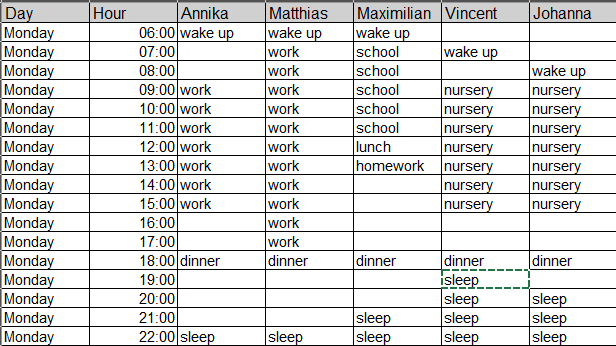 Day Hour Annika Matthias Maximilian Vincent Johanna
Monday 06:00 wake up wake up wake up
Monday 07:00 work school wake up
Monday 08:00 work school wake up
Monday 09:00 work work school nursery nursery
Monday 10:00 work work school nursery nursery
Monday 11:00 work work school nursery nursery
Monday 12:00 work work lunch nursery nursery
Monday 13:00 work work homework nursery nursery
Monday 14:00 work work nursery nursery
Monday 15:00 work work nursery nursery
Monday 16:00 work
Monday 17:00 work
Monday 18:00 dinner dinner dinner dinner dinner
Monday 19:00 sleep
Monday 20:00 sleep sleep
Monday 21:00 sleep sleep sleep
Monday 22:00 sleep sleep sleep sleep sleep